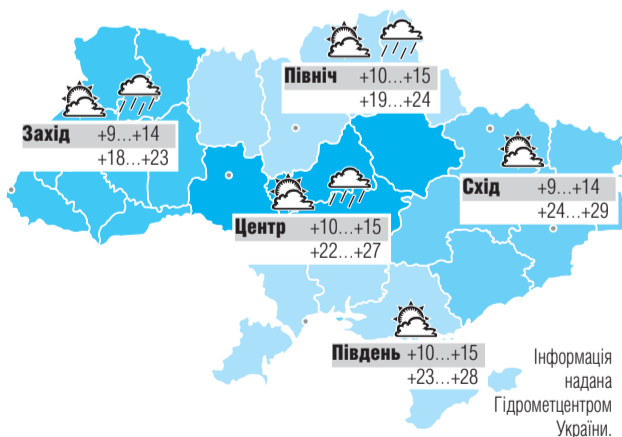 Північ +10...+15
+19...+24
Захід +9...+14
+18...+23
Схід +9...+14
+24...+29
Центр +10...+15
+22...+27
Південь +10...+15
+23...+28
Інформація
надана
Гідрометцентром
України.